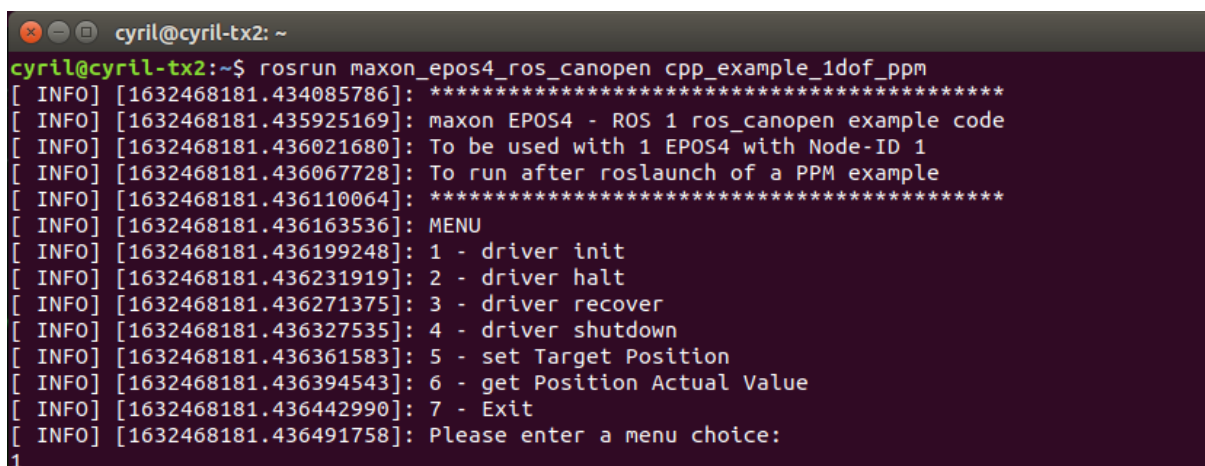 cyril@cyril-tx2: ~
cyril@cyril-tx2:~$ rosrun maxon_epos4_ros_canopen cpp_example_1dof_ppm
[ INFO] [1632468181.434085786]: ********************************************
[ INFO] [1632468181.435925169]: maxon EPOS4 - ROS 1 ros_canopen example code
[ INFO] [1632468181.436021680]: To be used with 1 EPOS4 with Node-ID 1
[ INFO] [1632468181.436067728]: To run after roslaunch of a PPM example
[ INFO] [1632468181.436110064]: ********************************************
[ INFO] [1632468181.436163536]: MENU
[ INFO] [1632468181.436199248]: 1 - driver init
[ INFO] [1632468181.436231919]: 2 - driver halt
[ INFO] [1632468181.436271375]: 3 - driver recover
[ INFO] [1632468181.436327535]: 4 - driver shutdown
[ INFO] [1632468181.436361583]: 5 - set Target Position
[ INFO] [1632468181.436394543]: 6 - get Position Actual Value
[ INFO] [1632468181.436442990]: 7 - Exit
[ INFO] [1632468181.436491758]: Please enter a menu choice:
1